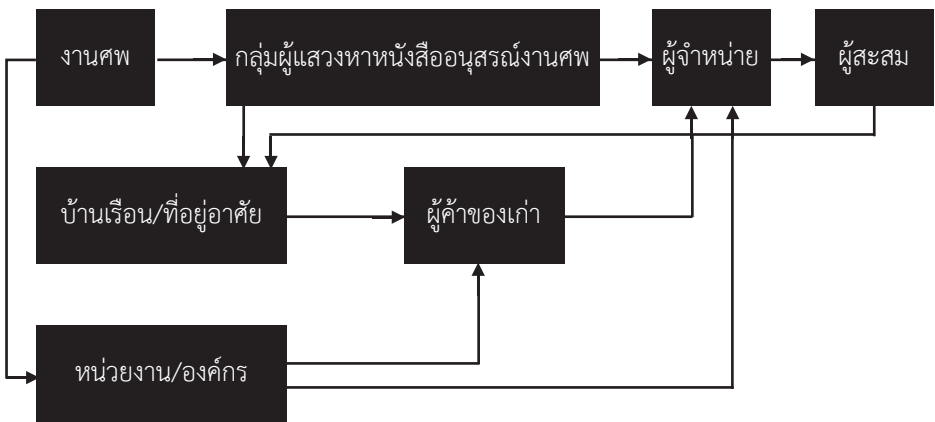 งานศพ
กลุ่มผู้แสวงหาหนังสืออนุสรณ์งานศพ
ผู้จำหน่าย
ผู้สะสม
บ้านเรือน/ที่อยู่อาศัย
ผู้ค้าของเก่า
หน่วยงาน/องค์กร